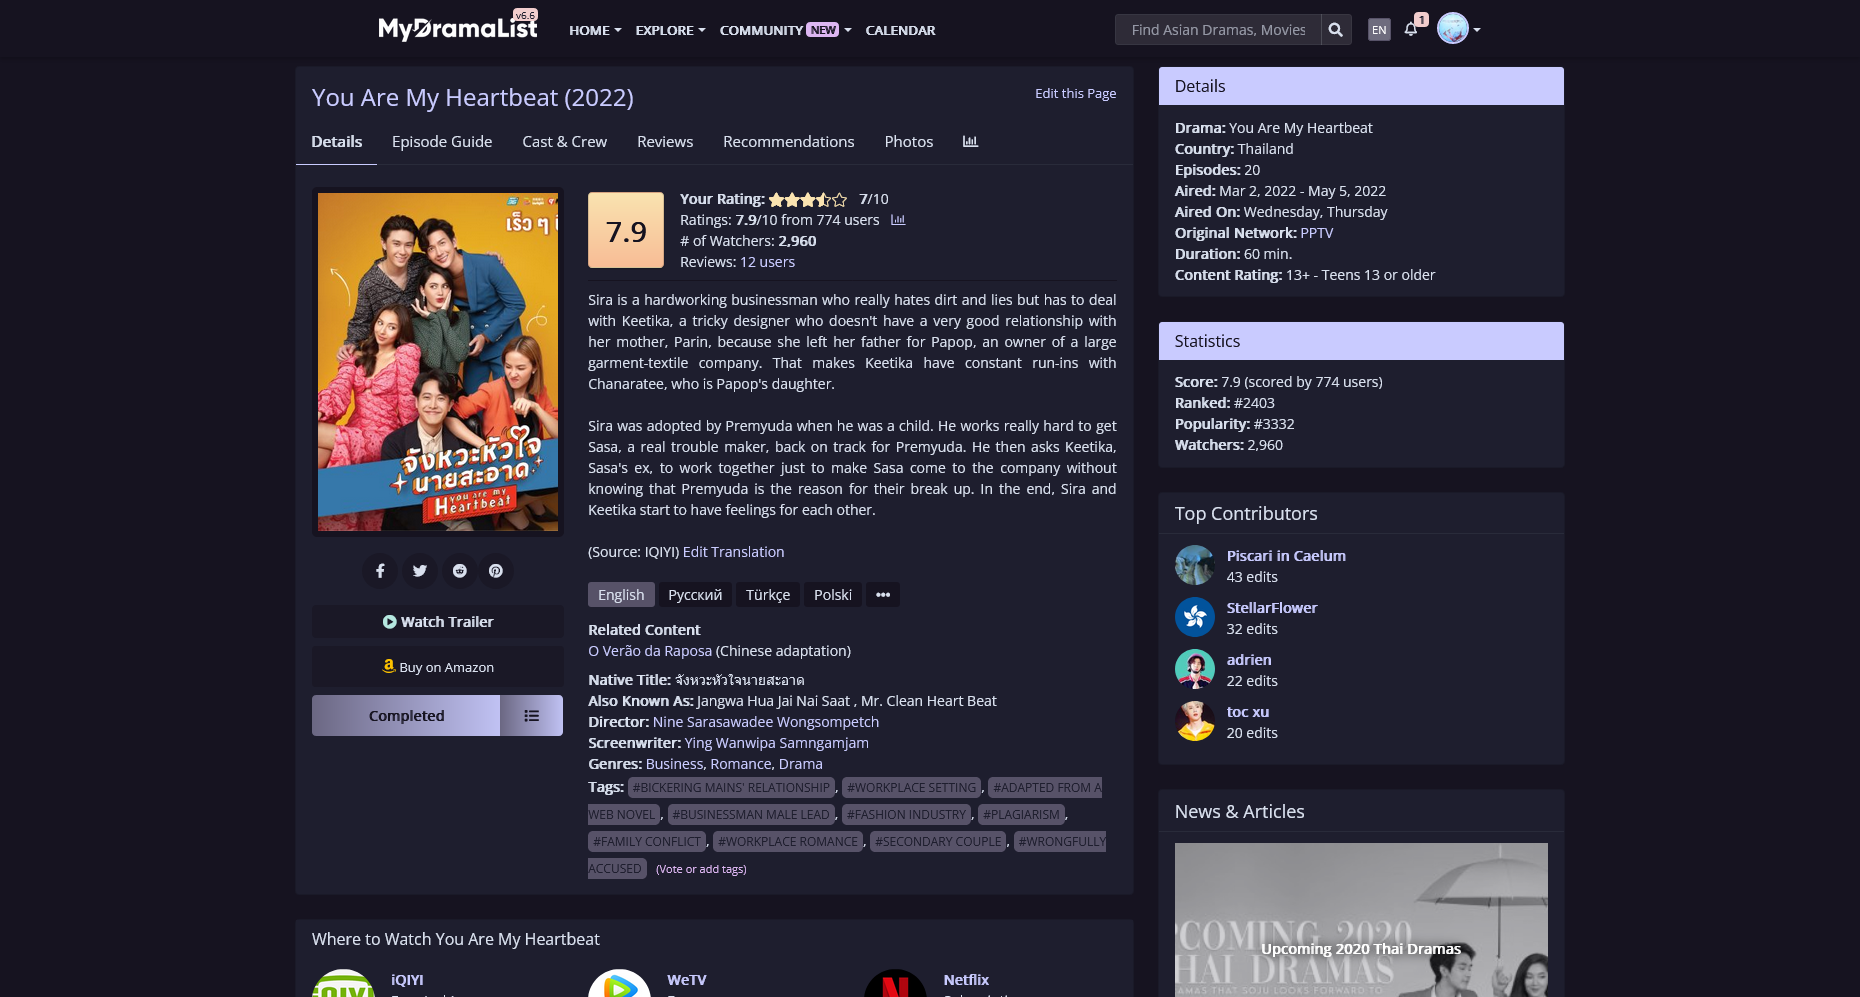 MyDramaList
v6.6
HOME
EXPLORE
COMMUNITY NEW
CALENDAR
Find Asian Dramas, Movies
EN
1
You Are My Heartbeat (2022)
Edit this Page
Details
Episode Guide
Cast & Crew
Reviews
Recommendations
Photos
เร็ว ๆ
จังหวะหัวใจ
นายสะอาด
you are my
Heartbeat
Watch Trailer
Buy on Amazon
Completed
7.9
Your Rating: 7/10
Ratings: 7.9/10 from 774 users
# of Watchers: 2,960
Reviews: 12 users
Sira is a hardworking businessman who really hates dirt and lies but has to deal
with Keetika, a tricky designer who doesn't have a very good relationship with
her mother, Parin, because she left her father for Papop, an owner of a large
garment-textile company. That makes Keetika have constant run-ins with
Chanaratee, who is Papop's daughter.
Sira was adopted by Premyuda when he was a child. He works really hard to get
Sasa, a real trouble maker, back on track for Premyuda. He then asks Keetika,
Sasa's ex, to work together just to make Sasa come to the company without
knowing that Premyuda is the reason for their break up. In the end, Sira and
Keetika start to have feelings for each other.
(Source: IQIYI) Edit Translation
English
Русский
Türkçe
Polski
•••
Related Content
O Verão da Raposa (Chinese adaptation)
Native Title: จังหวะหัวใจนายสะอาด
Also Known As: Jangwa Hua Jai Nai Saat , Mr. Clean Heart Beat
Director: Nine Sarasawadee Wongsompetch
Screenwriter: Ying Wanwipa Samngamjam
Genres: Business, Romance, Drama
Tags: #BICKERING MAINS' RELATIONSHIP, #WORKPLACE SETTING, #ADAPTED FROM A
WEB NOVEL, #BUSINESSMAN MALE LEAD, #FASHION INDUSTRY, #PLAGIARISM,
#FAMILY CONFLICT, #WORKPLACE ROMANCE, #SECONDARY COUPLE, #WRONGFULLY
ACCUSED (Vote or add tags)
Where to Watch You Are My Heartbeat
iQIYI
WeTV
Netflix
Details
Drama: You Are My Heartbeat
Country: Thailand
Episodes: 20
Aired: Mar 2, 2022 - May 5, 2022
Aired On: Wednesday, Thursday
Original Network: PPTV
Duration: 60 min.
Content Rating: 13+ - Teens 13 or older
Statistics
Score: 7.9 (scored by 774 users)
Ranked: #2403
Popularity: #3332
Watchers: 2,960
Top Contributors
Piscari in Caelum
43 edits
StellarFlower
32 edits
adrien
22 edits
toc xu
20 edits
News & Articles
PCOMING 2020
HAI DRAMAS
AMAS THAT SOJU LOOKS FORWARD TO
Upcoming 2020 Thai Dramas